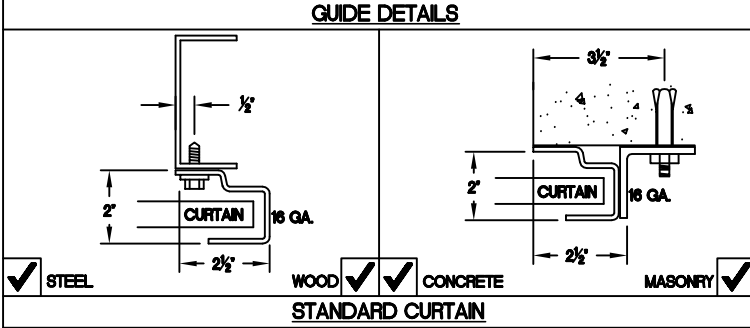 GUIDE DETAILS
½"
2"
CURTAIN
16 GA.
2½"
STEEL
WOOD
3½"
2"
CURTAIN
16 GA.
2½"
CONCRETE
MASONRY
STANDARD CURTAIN